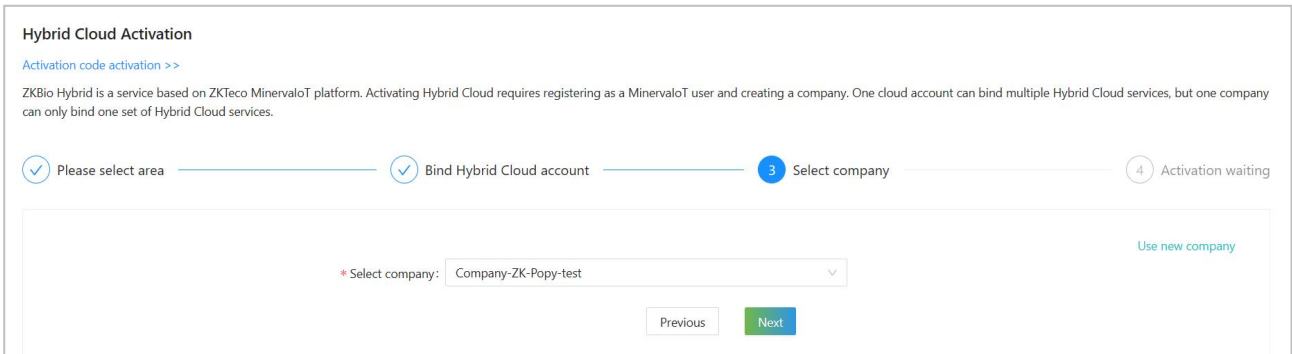 Hybrid Cloud Activation
Activation code activation >>
ZKBio Hybrid is a service based on ZKTeco MinervaIoT platform. Activating Hybrid Cloud requires registering as a MinervaIoT user and creating a company. One cloud account can bind multiple Hybrid Cloud services, but one company
can only bind one set of Hybrid Cloud services.
Please select area Bind Hybrid Cloud account 3 Select company 4 Activation waiting
Use new company
* Select company: Company-ZK-Popy-test
Previous Next